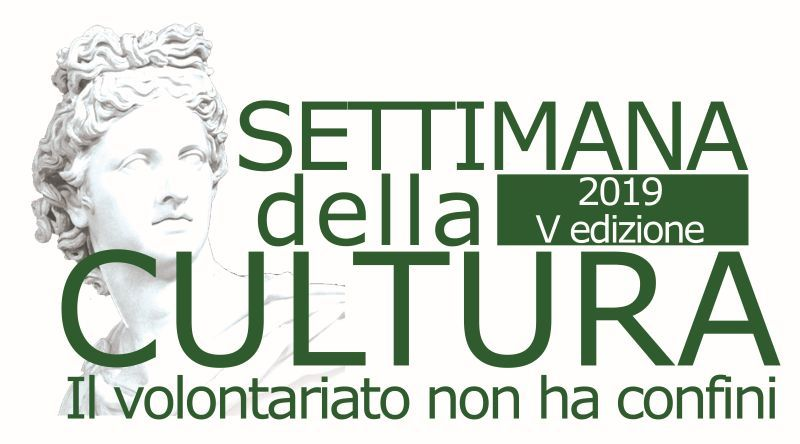 SETTIMANA
della
2019
V edizione
CULTURA
Il volontariato non ha confini